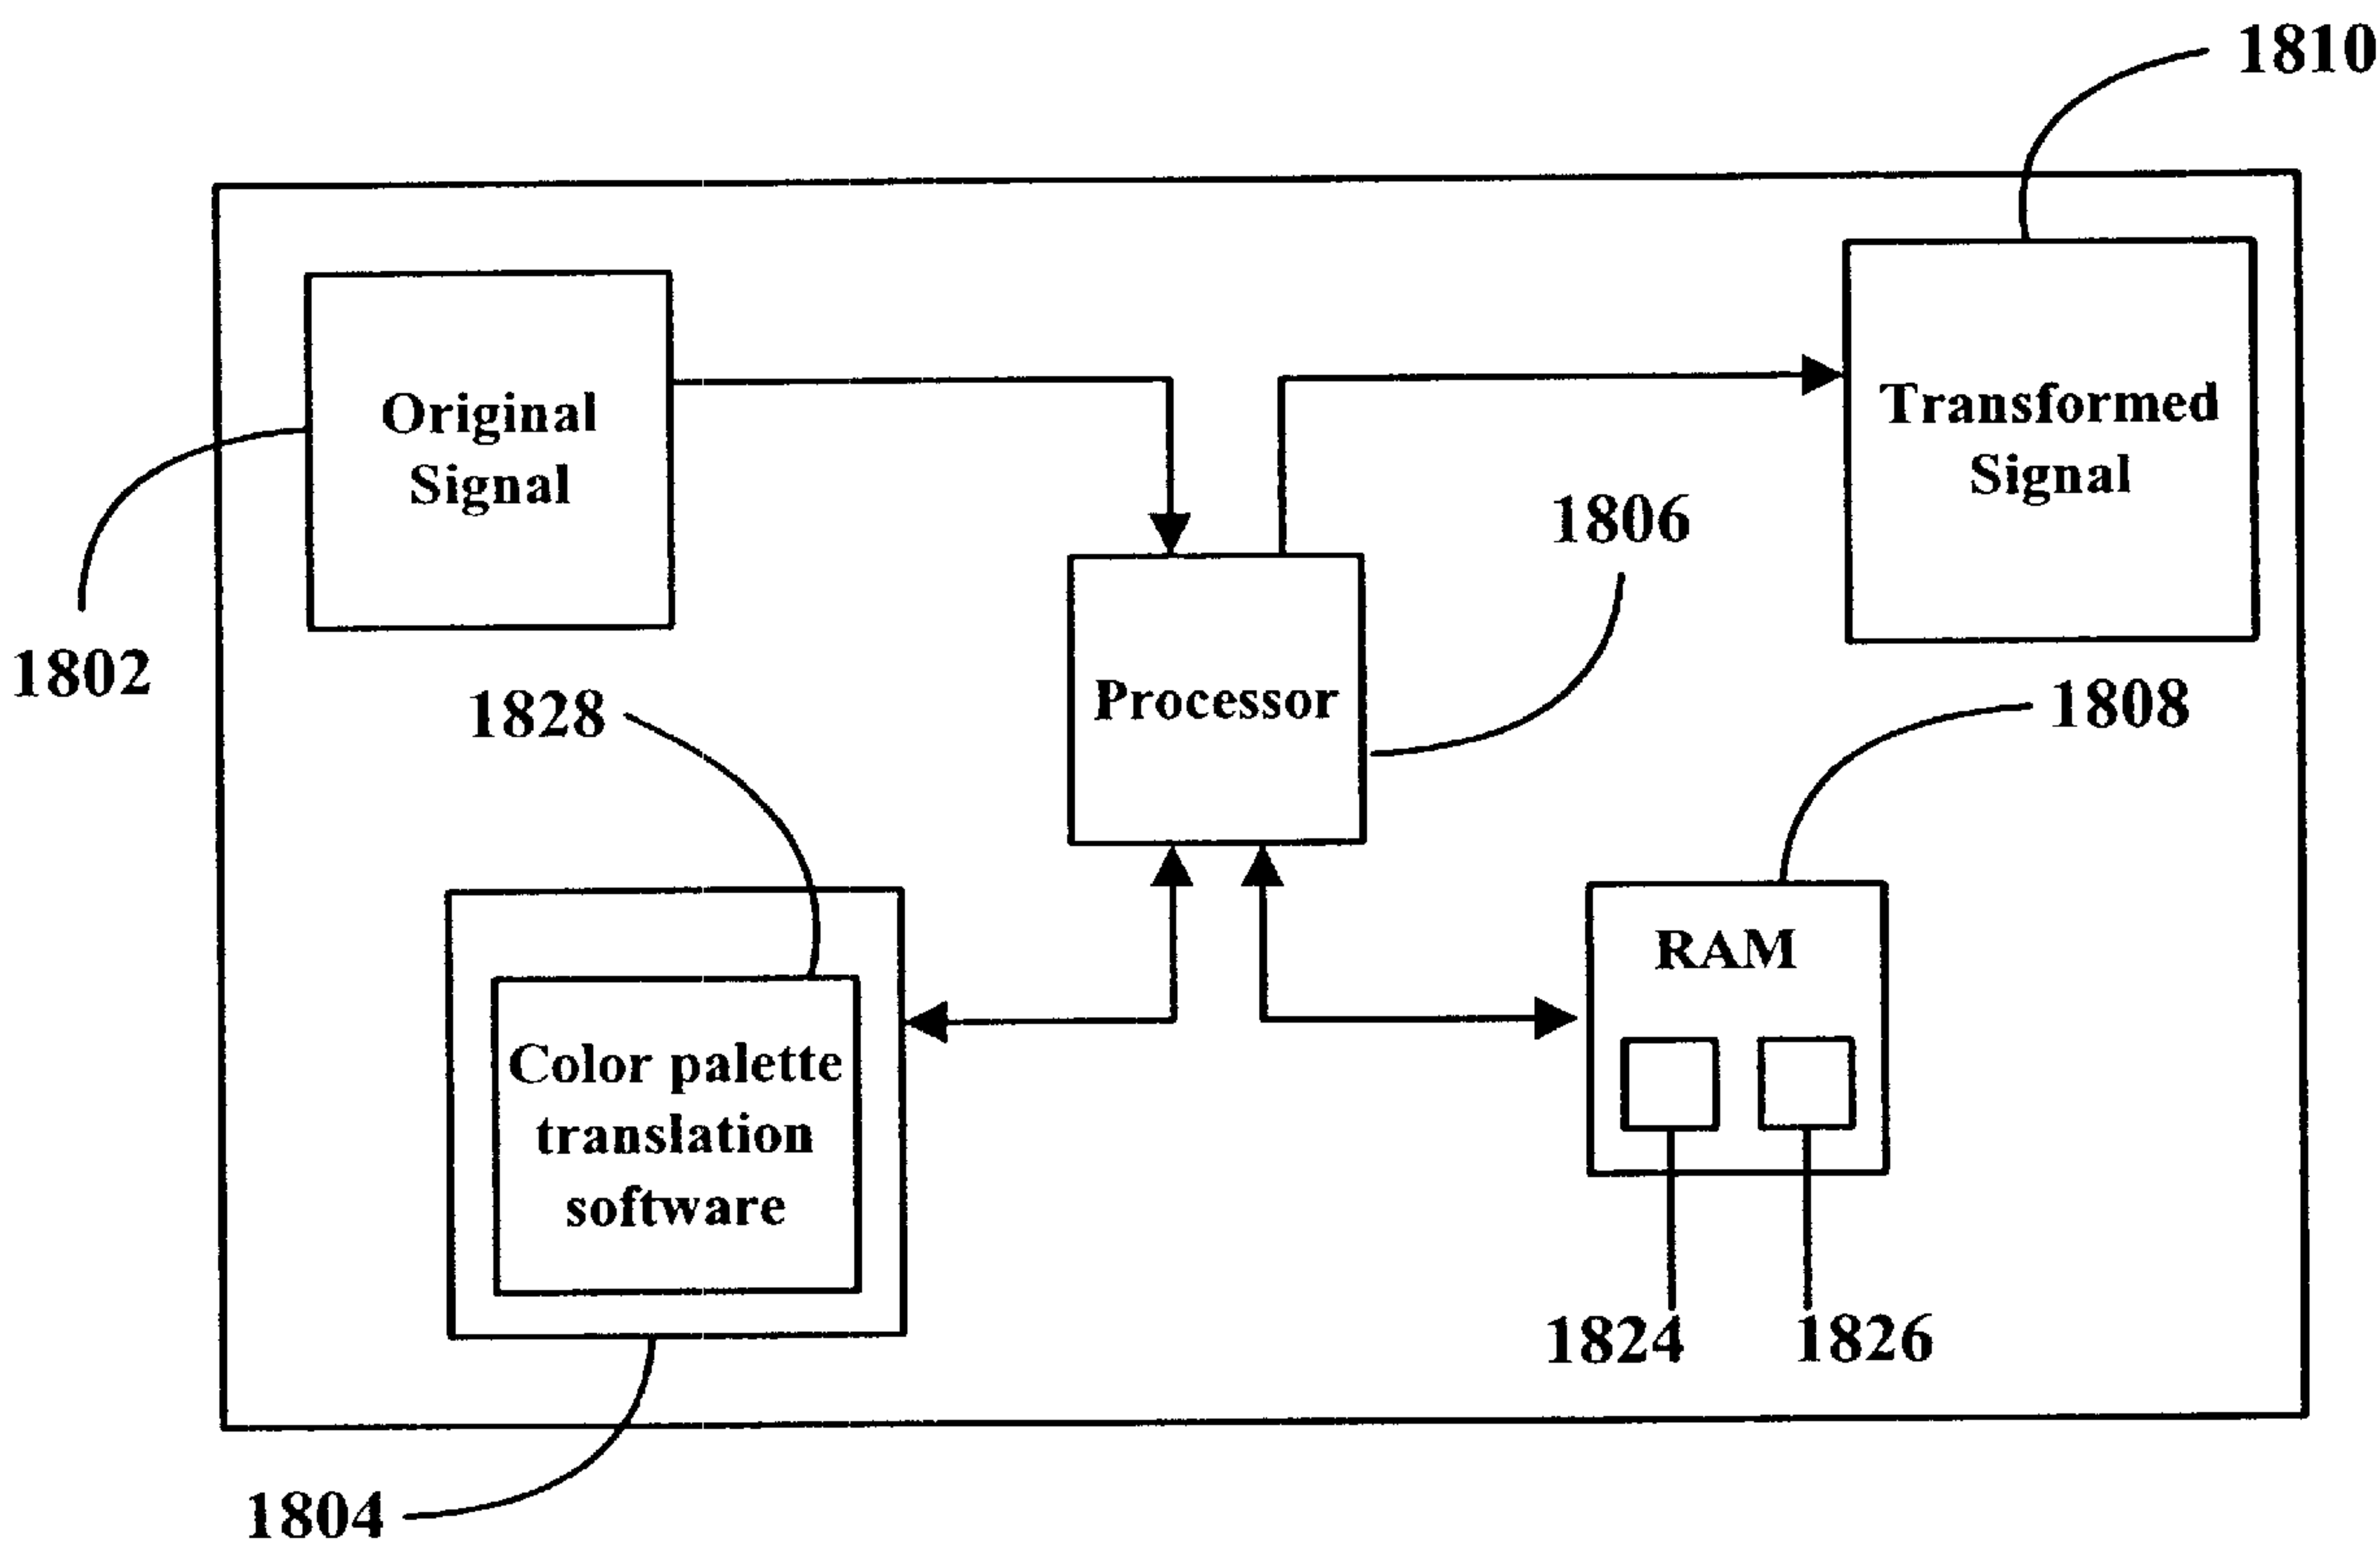 1810
Original
Signal
Transformed
Signal
1806
1802
1828
Processor
1808
RAM
Color palette
translation
software
1824
1826
1804